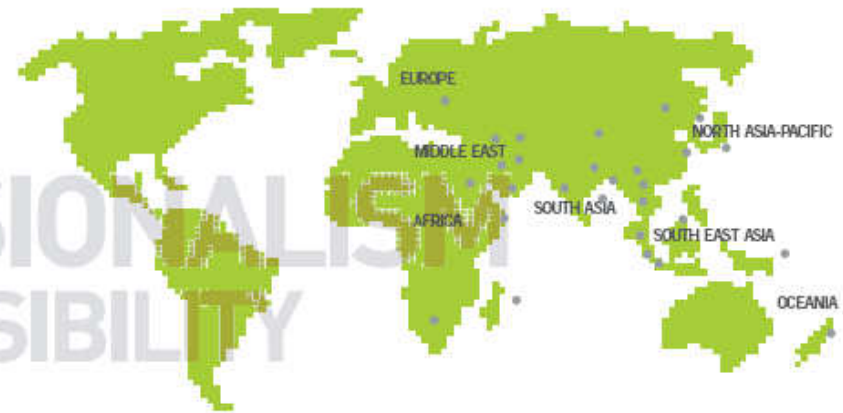 EUROPE
NORTH ASIA-PACIFIC
MIDDLE EAST
SIONALISM
SOUTH ASIA
AFRICA
SOUTH EAST ASIA
OCEANIA
SIBILITY